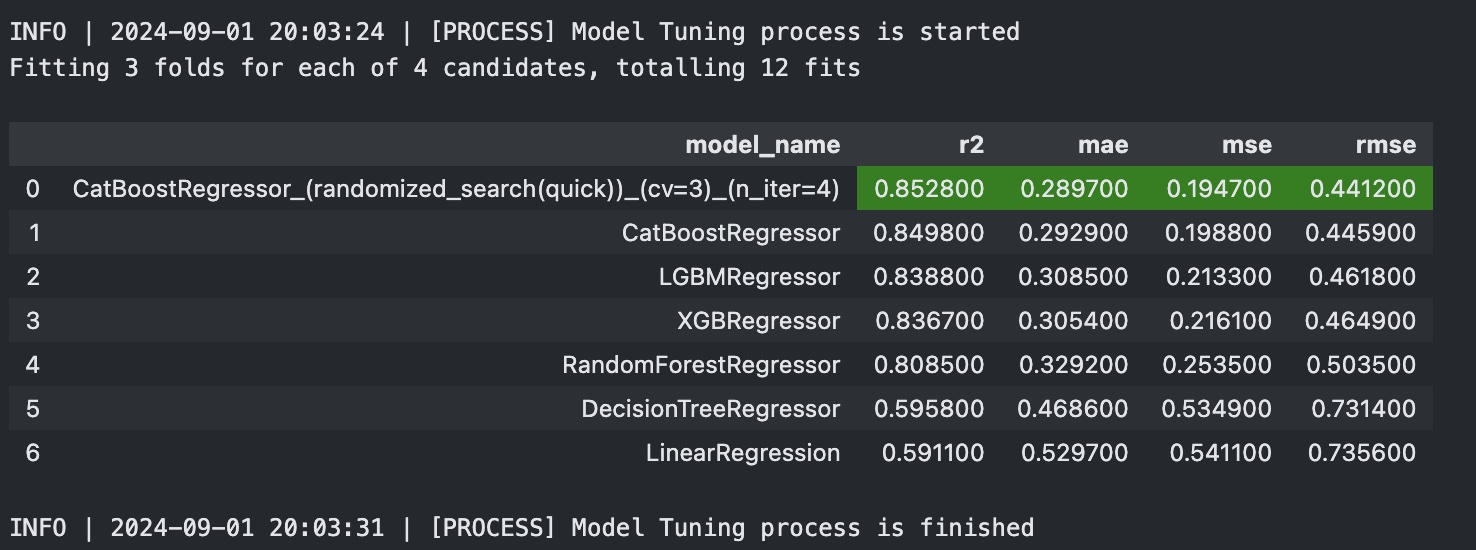 INFO | 2024-09-01 20:03:24 | [PROCESS] Model Tuning process is started
Fitting 3 folds for each of 4 candidates, totalling 12 fits
model_name r2 mae mse rmse
0 CatBoostRegressor_(randomized_search(quick))_(cv=3)_(n_iter=4) 0.852800 0.289700 0.194700 0.441200
1 CatBoostRegressor 0.849800 0.292900 0.198800 0.445900
2 LGBMRegressor 0.838800 0.308500 0.213300 0.461800
3 XGBRegressor 0.836700 0.305400 0.216100 0.464900
4 RandomForestRegressor 0.808500 0.329200 0.253500 0.503500
5 DecisionTreeRegressor 0.595800 0.468600 0.534900 0.731400
6 LinearRegression 0.591100 0.529700 0.541100 0.735600
INFO | 2024-09-01 20:03:31 | [PROCESS] Model Tuning process is finished